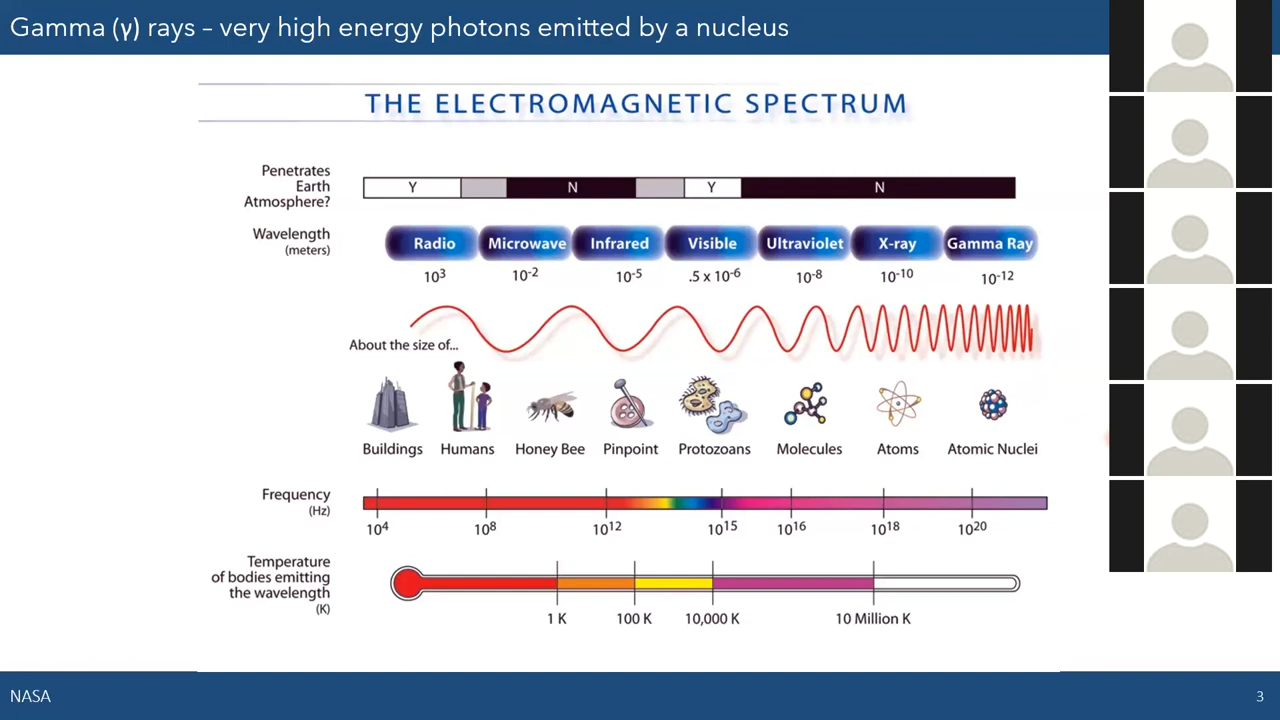 Gamma (γ) rays – very high energy photons emitted by a nucleus
THE ELECTROMAGNETIC SPECTRUM
Penetrates
Earth
Atmosphere?
Y N Y N
Wavelength
(meters)
Radio Microwave Infrared Visible Ultraviolet X-ray Gamma Ray
10³ 10⁻² 10⁻⁵ .5 x 10⁻⁶ 10⁻⁸ 10⁻¹⁰ 10⁻¹²
About the size of...
Buildings Humans Honey Bee Pinpoint Protozoans Molecules Atoms Atomic Nuclei
Frequency
(Hz)
10⁴ 10⁸ 10¹² 10¹⁵ 10¹⁶ 10¹⁸ 10²⁰
Temperature
of bodies emitting
the wavelength
(K)
1 K 100 K 10,000 K 10 Million K
NASA
3